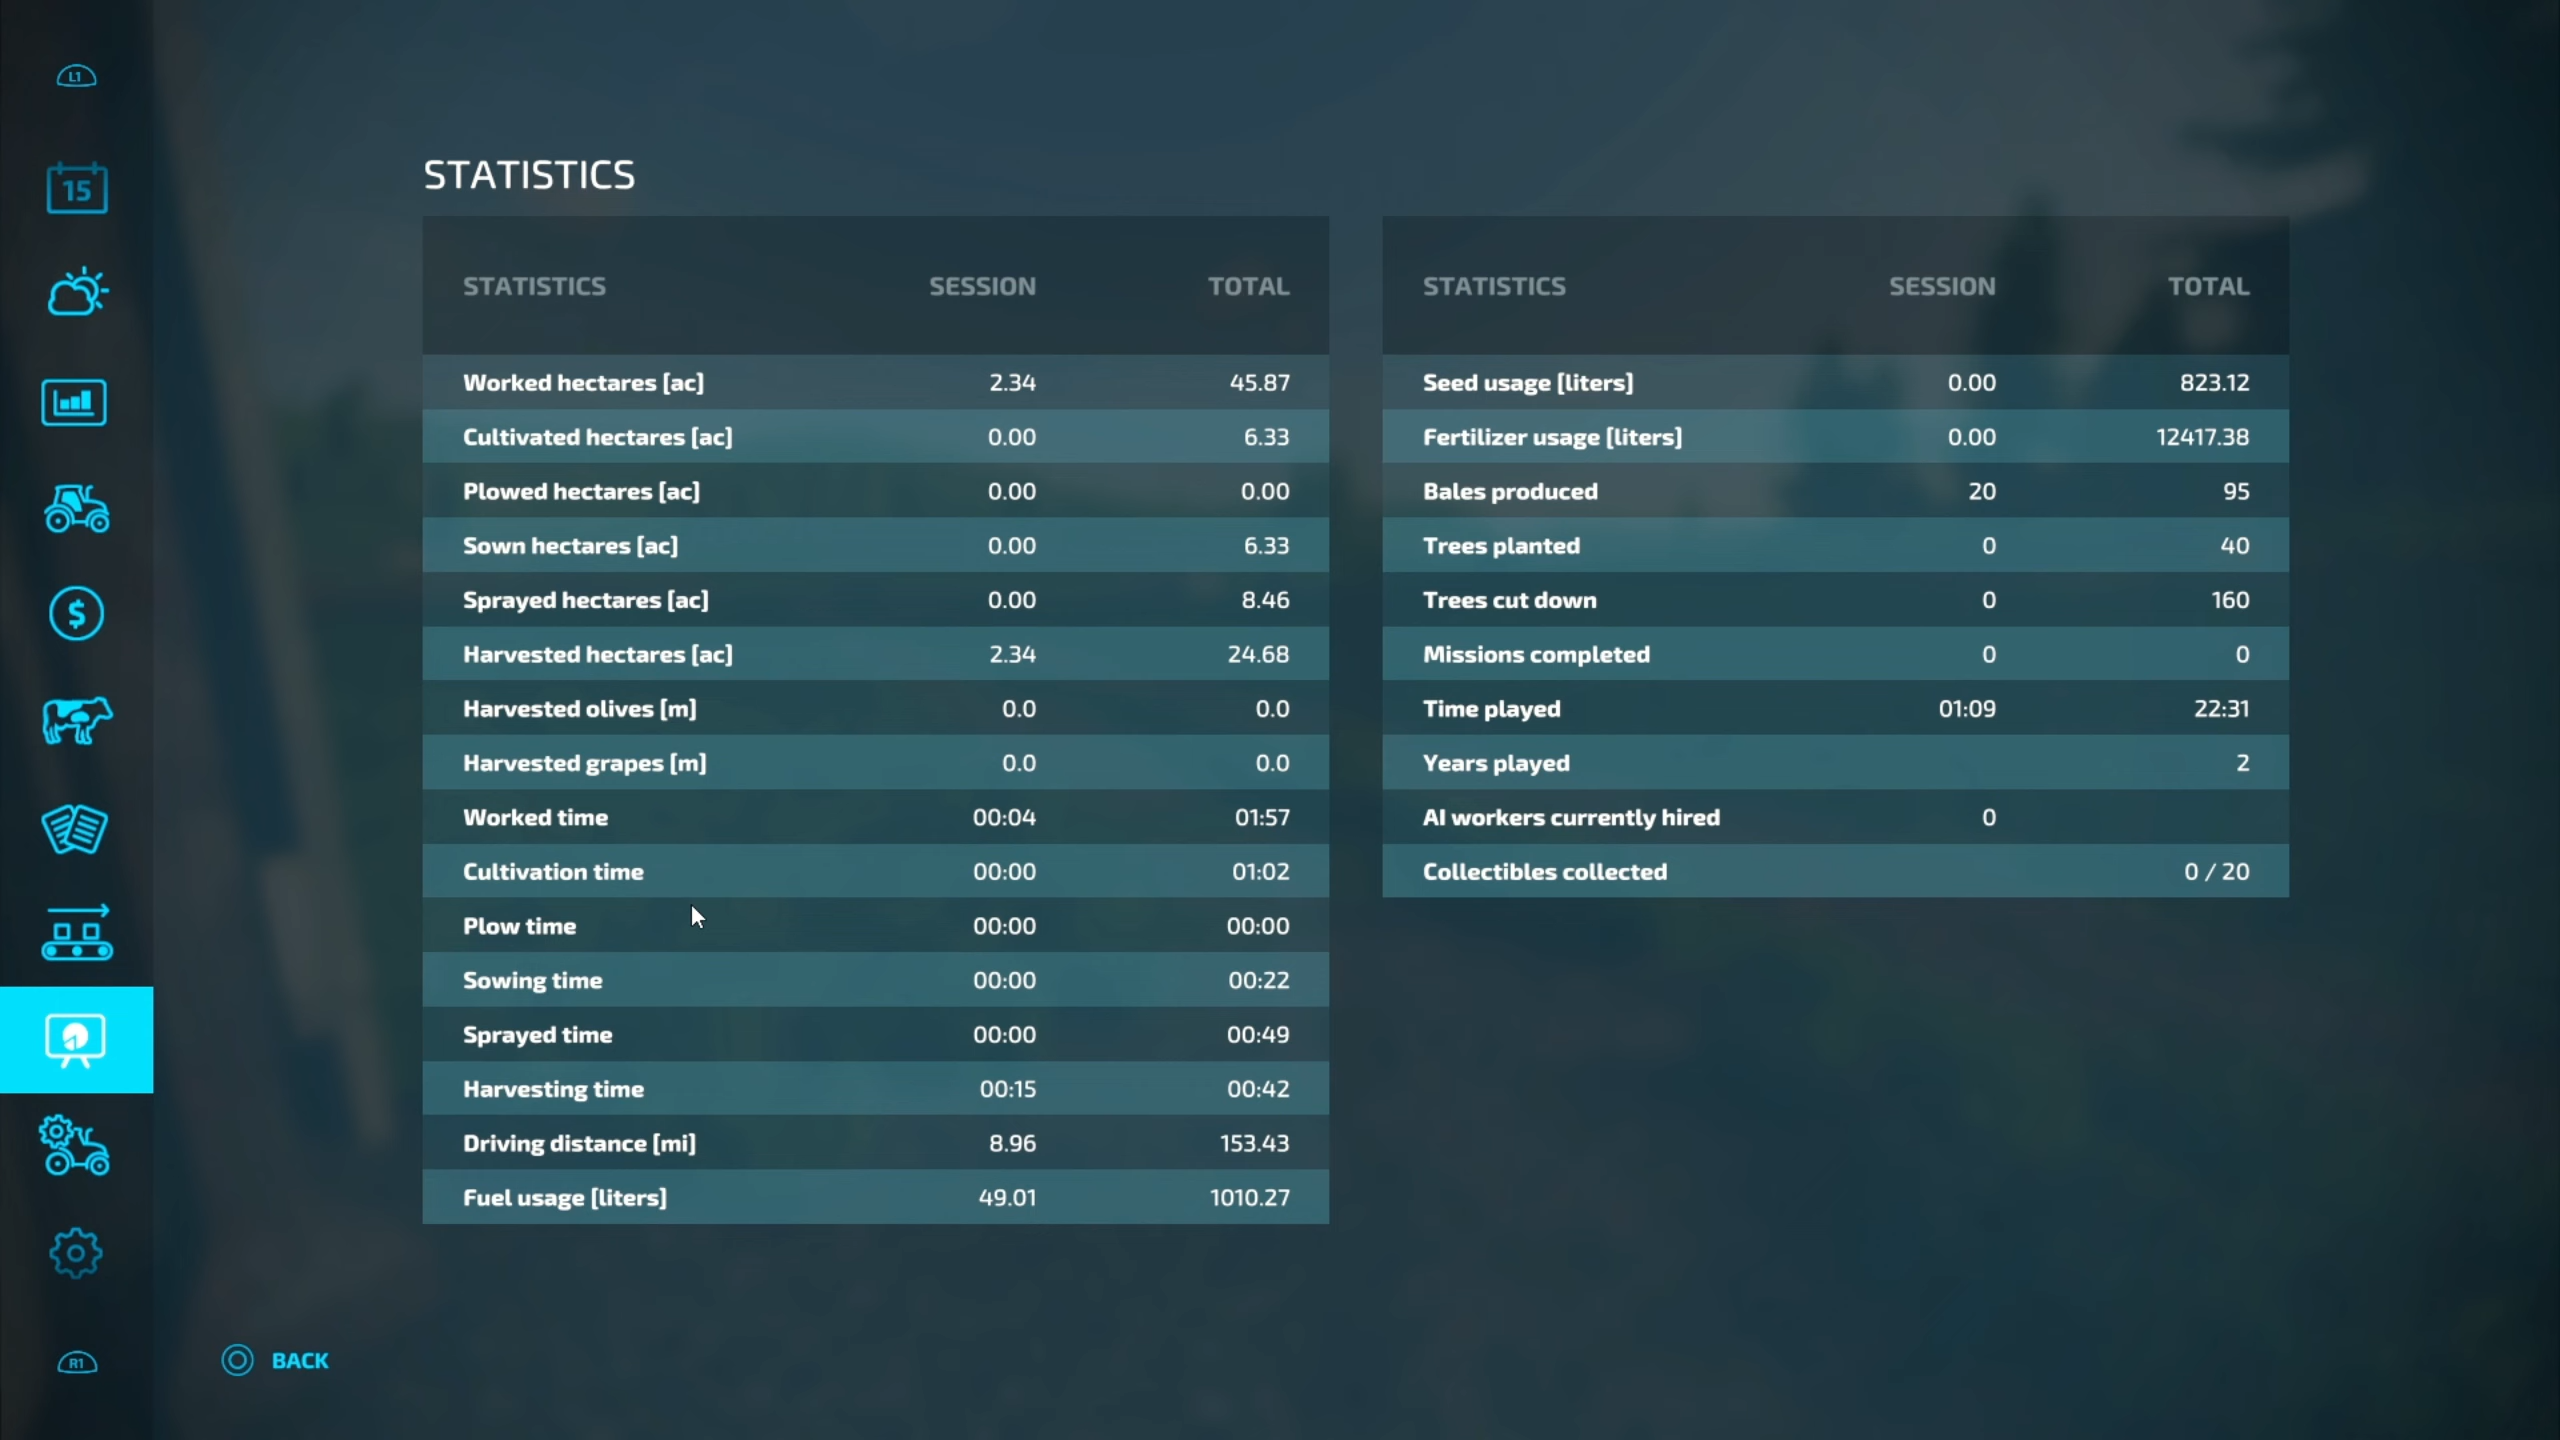 L1
15
STATISTICS
STATISTICS SESSION TOTAL
Worked hectares [ac] 2.34 45.87
Cultivated hectares [ac] 0.00 6.33
Plowed hectares [ac] 0.00 0.00
Sown hectares [ac] 0.00 6.33
Sprayed hectares [ac] 0.00 8.46
Harvested hectares [ac] 2.34 24.68
Harvested olives [m] 0.0 0.0
Harvested grapes [m] 0.0 0.0
Worked time 00:04 01:57
Cultivation time 00:00 01:02
Plow time 00:00 00:00
Sowing time 00:00 00:22
Sprayed time 00:00 00:49
Harvesting time 00:15 00:42
Driving distance [mi] 8.96 153.43
Fuel usage [liters] 49.01 1010.27
STATISTICS SESSION TOTAL
Seed usage [liters] 0.00 823.12
Fertilizer usage [liters] 0.00 12417.38
Bales produced 20 95
Trees planted 0 40
Trees cut down 0 160
Missions completed 0 0
Time played 01:09 22:31
Years played 2
AI workers currently hired 0
Collectibles collected 0 / 20
R1
BACK